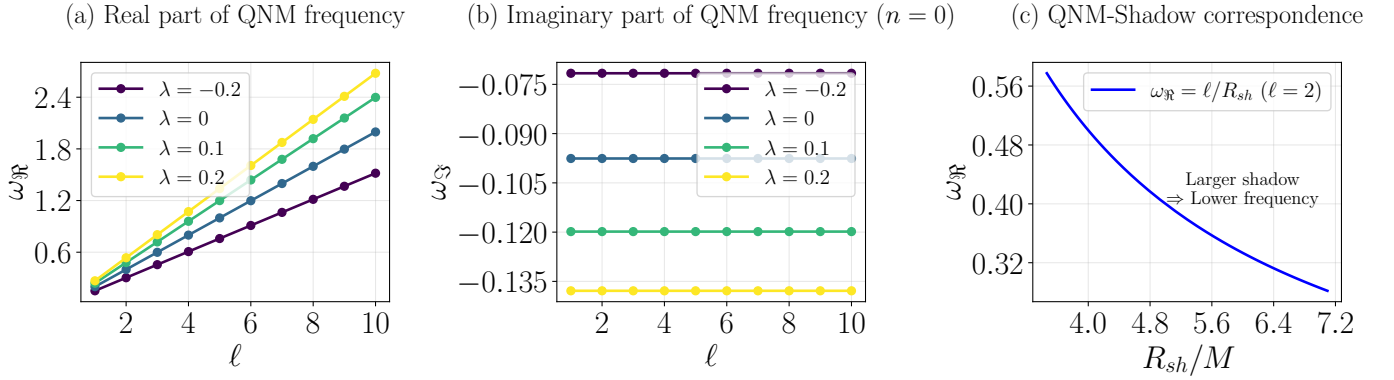 (a) Real part of QNM frequency
ω_ℜ
2.4
1.8
1.2
0.6
λ = −0.2
λ = 0
λ = 0.1
λ = 0.2
2 4 6 8 10
ℓ
(b) Imaginary part of QNM frequency (n = 0)
ω_ℑ
−0.075
−0.090
−0.105
−0.120
−0.135
λ = −0.2
λ = 0
λ = 0.1
λ = 0.2
2 4 6 8 10
ℓ
(c) QNM-Shadow correspondence
ω_ℜ
0.56
0.48
0.40
0.32
ω_ℜ = ℓ/R_sh (ℓ = 2)
Larger shadow
⇒ Lower frequency
4.0 4.8 5.6 6.4 7.2
R_sh/M